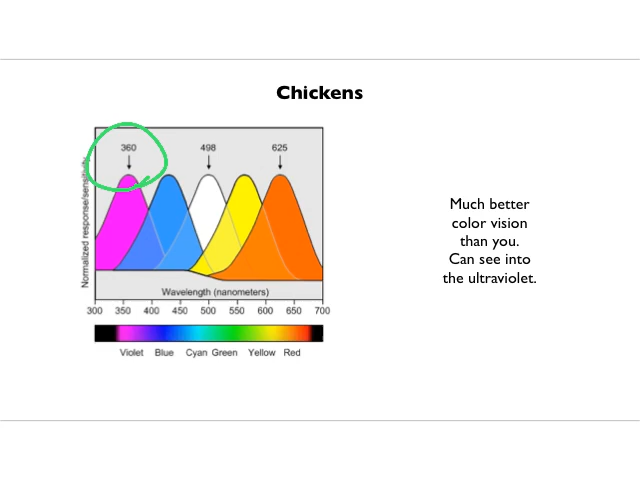 Chickens
360 498 625
Normalized response/sensitivity
Wavelength (nanometers)
300 350 400 450 500 550 600 650 700
Violet Blue Cyan Green Yellow Red
Much better
color vision
than you.
Can see into
the ultraviolet.